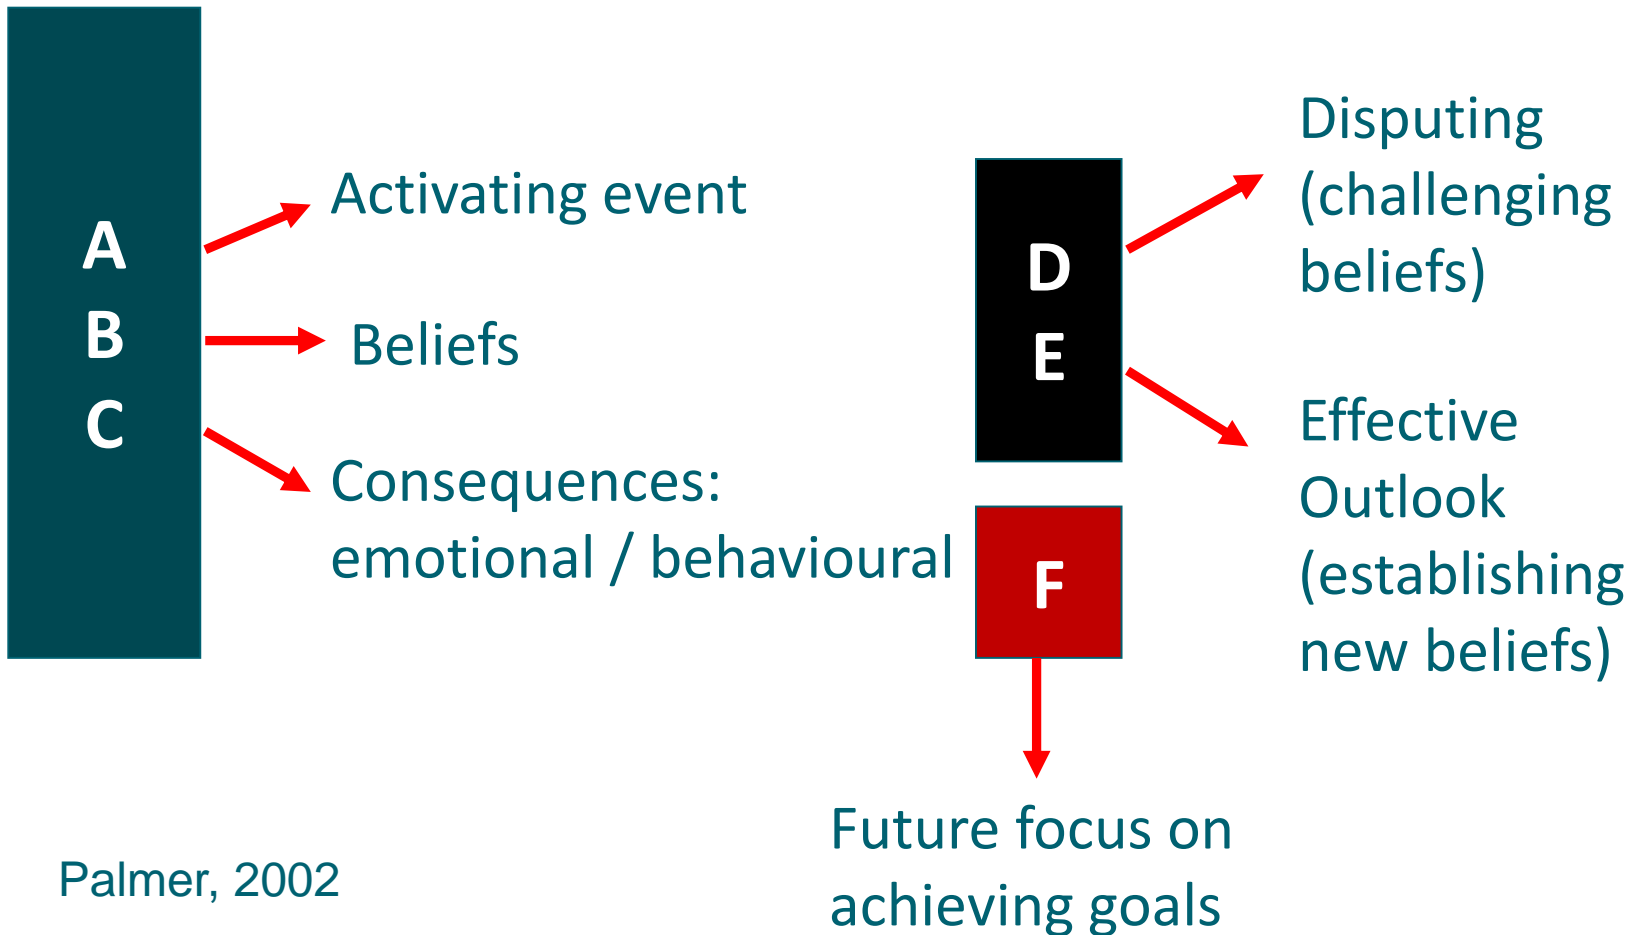 A
B
C
Activating event
Beliefs
Consequences:
emotional / behavioural
D
E
F
Disputing
(challenging
beliefs)
Effective
Outlook
(establishing
new beliefs)
Future focus on
achieving goals
Palmer, 2002